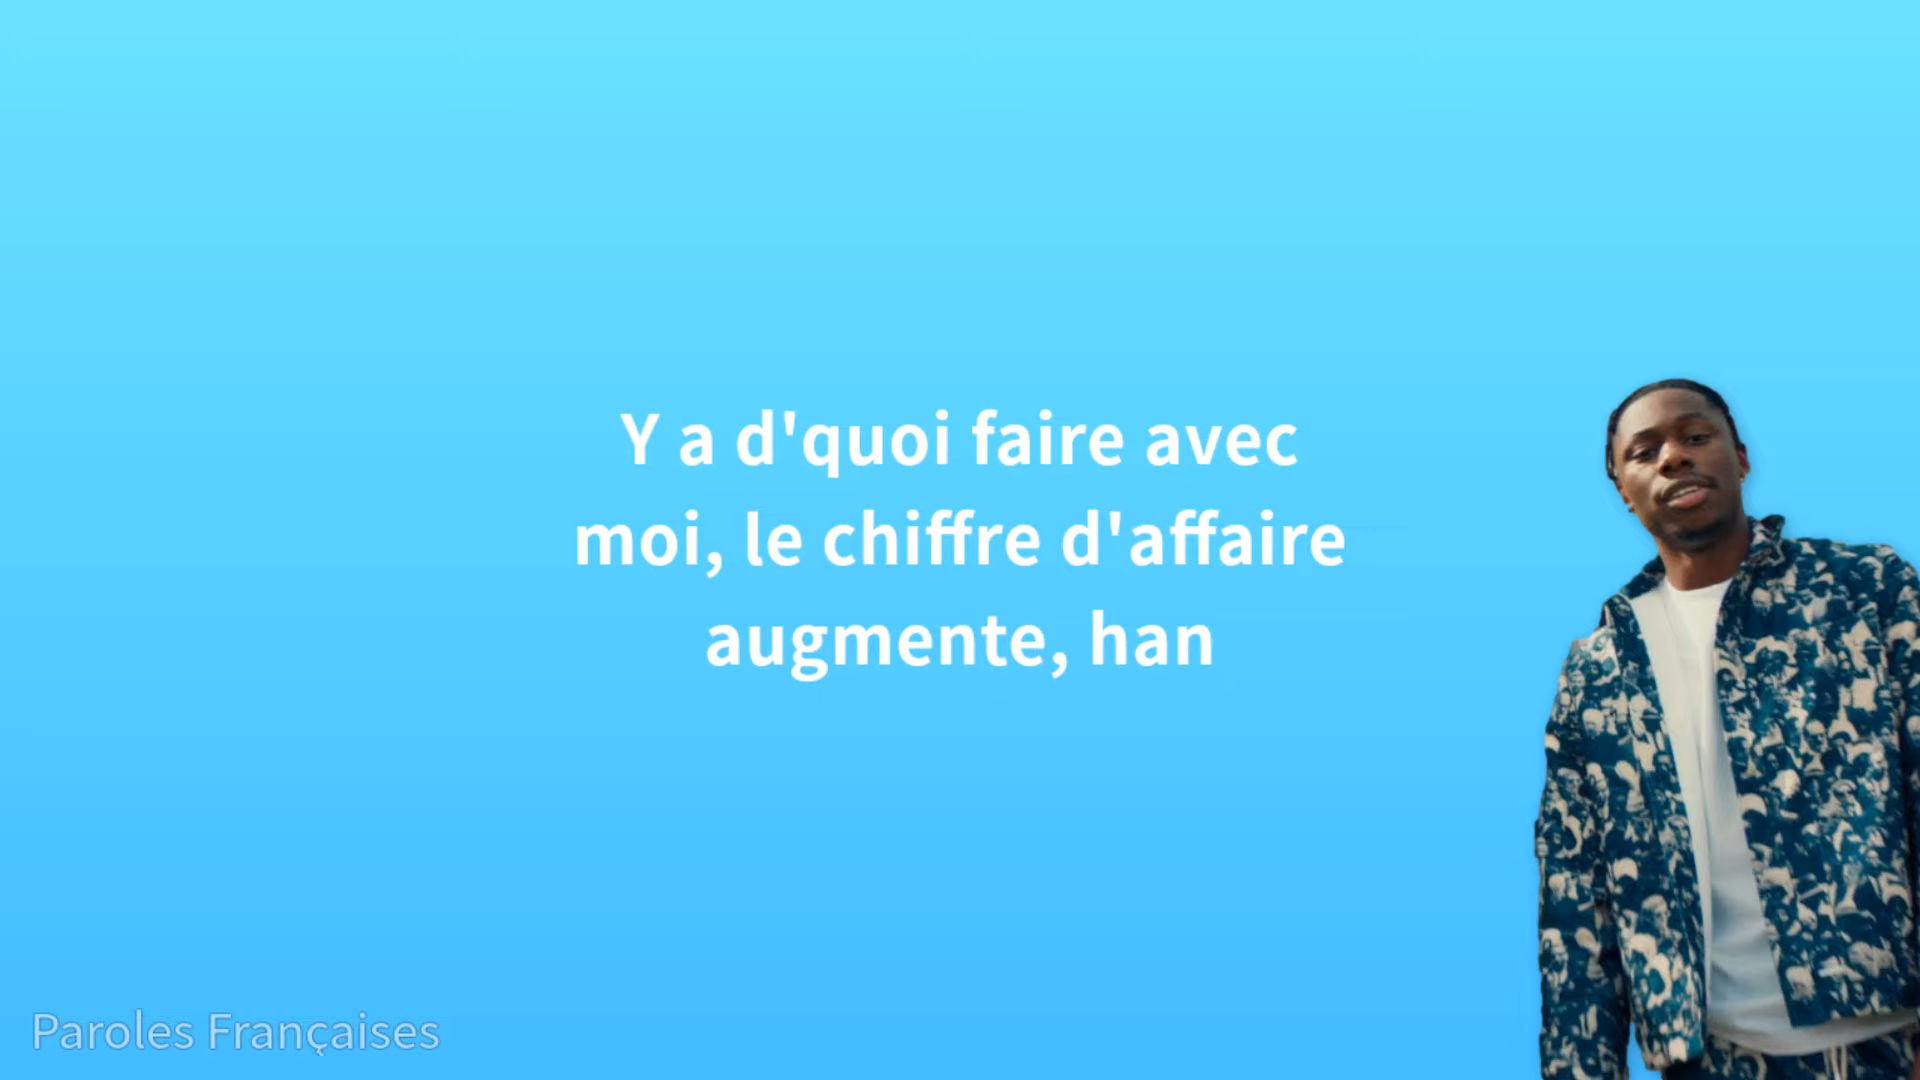 Y a d'quoi faire avec
moi, le chiffre d'affaire
augmente, han
Paroles Françaises